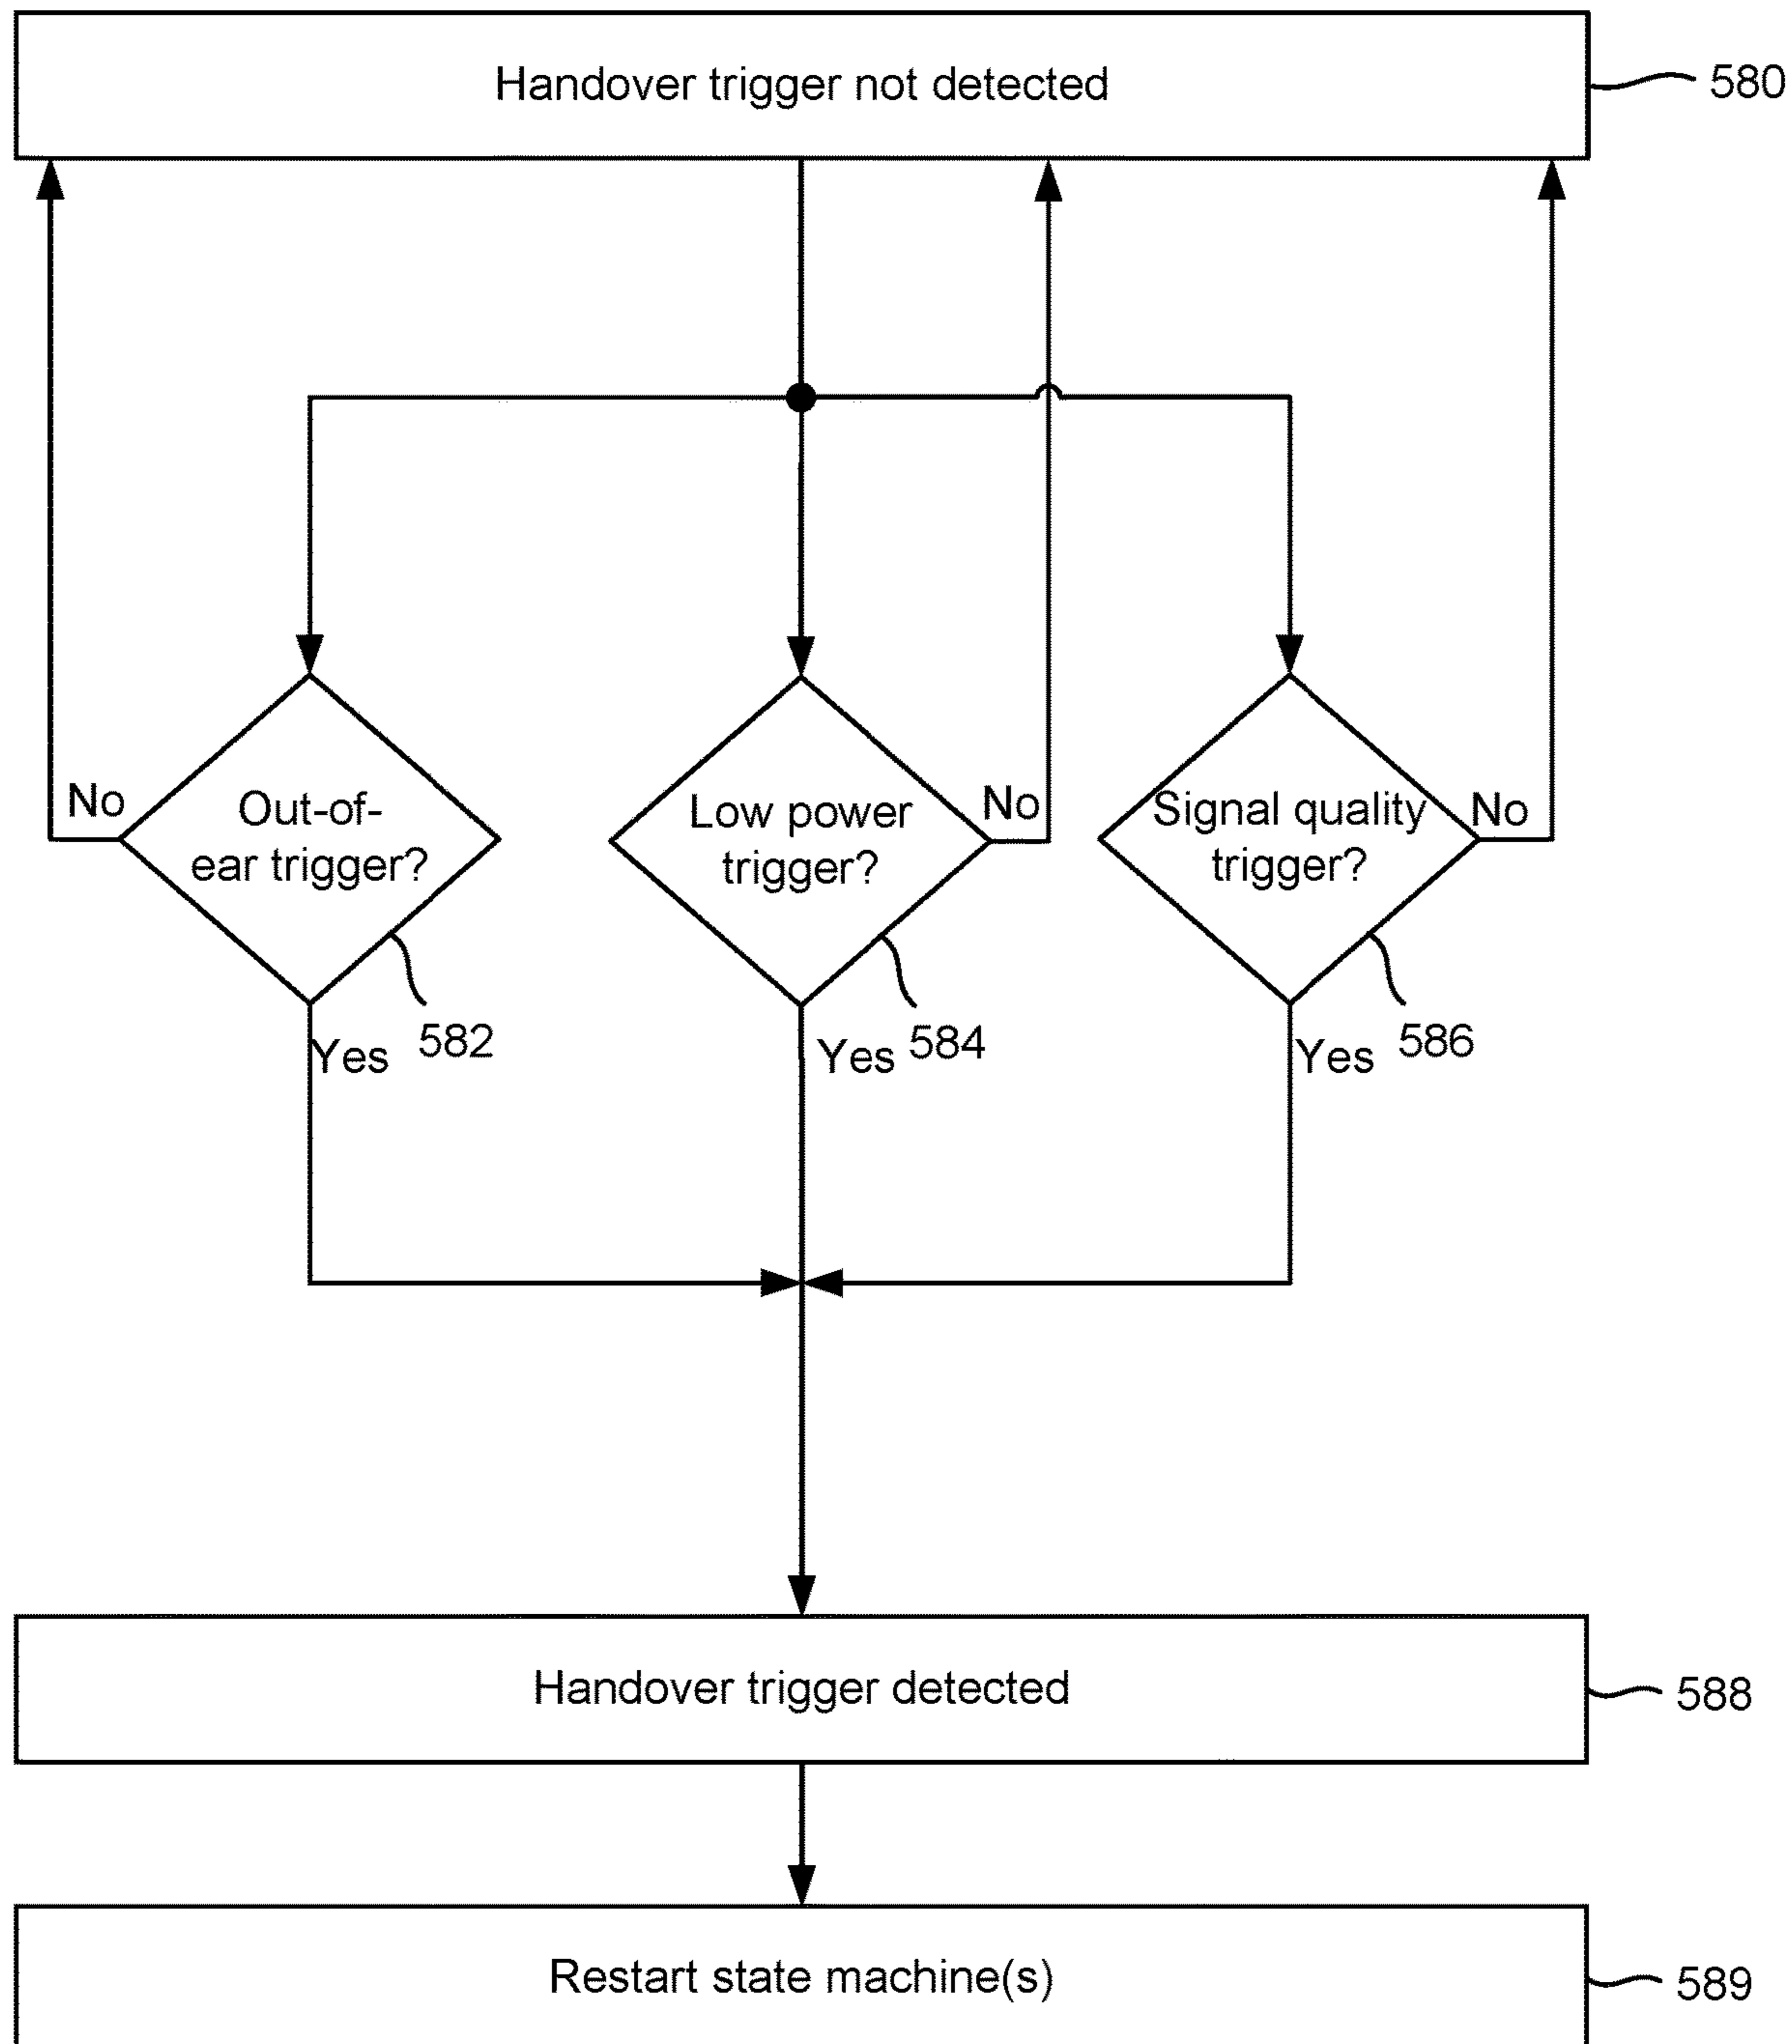 Handover trigger not detected
580
No
Out-of-
ear trigger?
Low power
trigger?
No
Signal quality
trigger?
No
Yes
582
Yes
584
Yes
586
Handover trigger detected
588
Restart state machine(s)
589